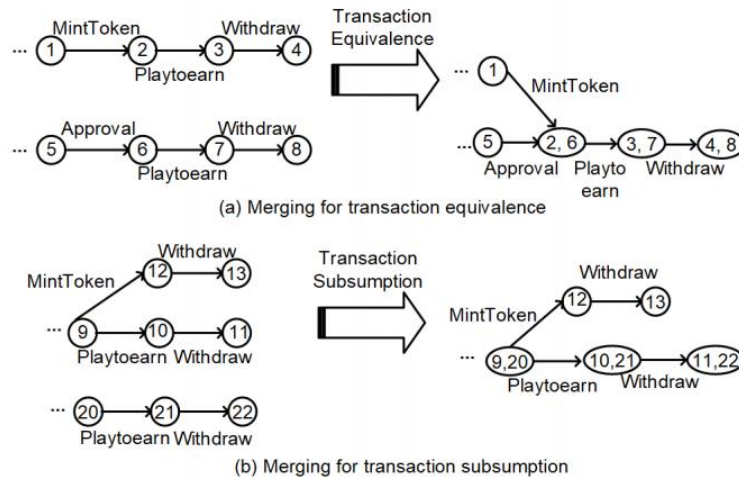 MintToken Withdraw
... 1 2 3 4
Playtoearn
Approval Withdraw
... 5 6 7 8
Playtoearn
Transaction
Equivalence
... 1
MintToken
... 5 2, 6 3, 7 4, 8
Approval Playto Withdraw
earn
(a) Merging for transaction equivalence
Withdraw
12 13
MintToken
... 9 10 11
Playtoearn Withdraw
... 20 21 22
Playtoearn Withdraw
Transaction
Subsumption
Withdraw
12 13
MintToken
... 9,20 10,21 11,22
Playtoearn Withdraw
(b) Merging for transaction subsumption